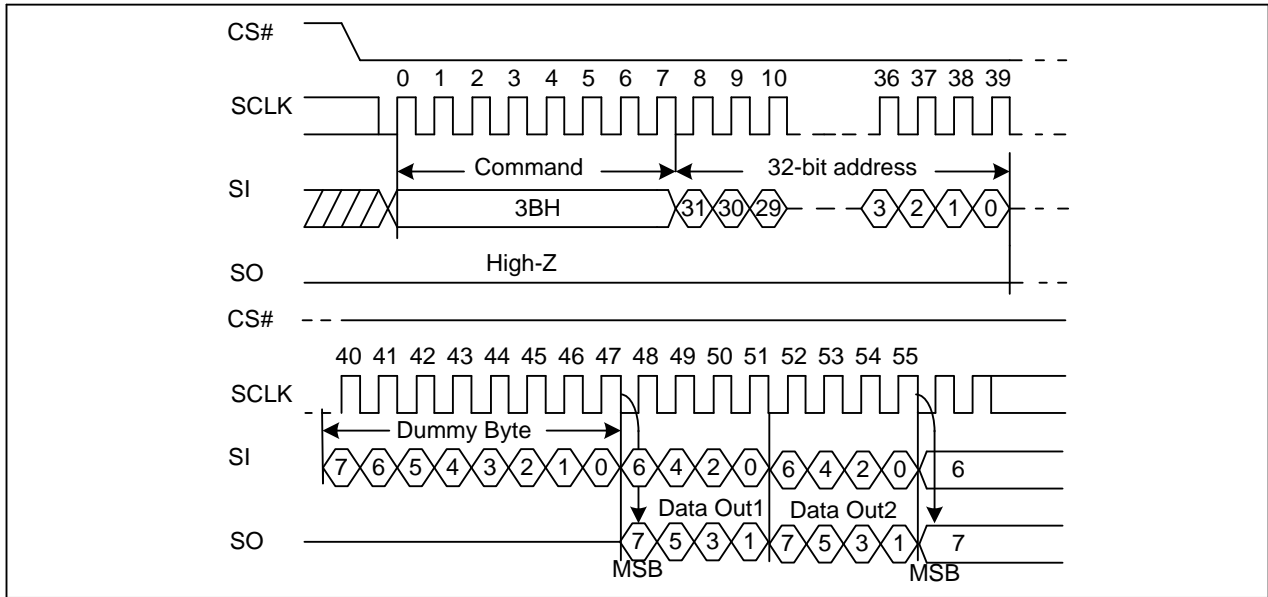 CS#
0 1 2 3 4 5 6 7 8 9 10 36 37 38 39
SCLK
Command 32-bit address
SI
3BH 31 30 29 3 2 1 0
High-Z
SO
CS#
40 41 42 43 44 45 46 47 48 49 50 51 52 53 54 55
SCLK
Dummy Byte
SI
7 6 5 4 3 2 1 0 6 4 2 0 6 4 2 0 6
Data Out1 Data Out2
SO
7 5 3 1 7 5 3 1 7
MSB MSB